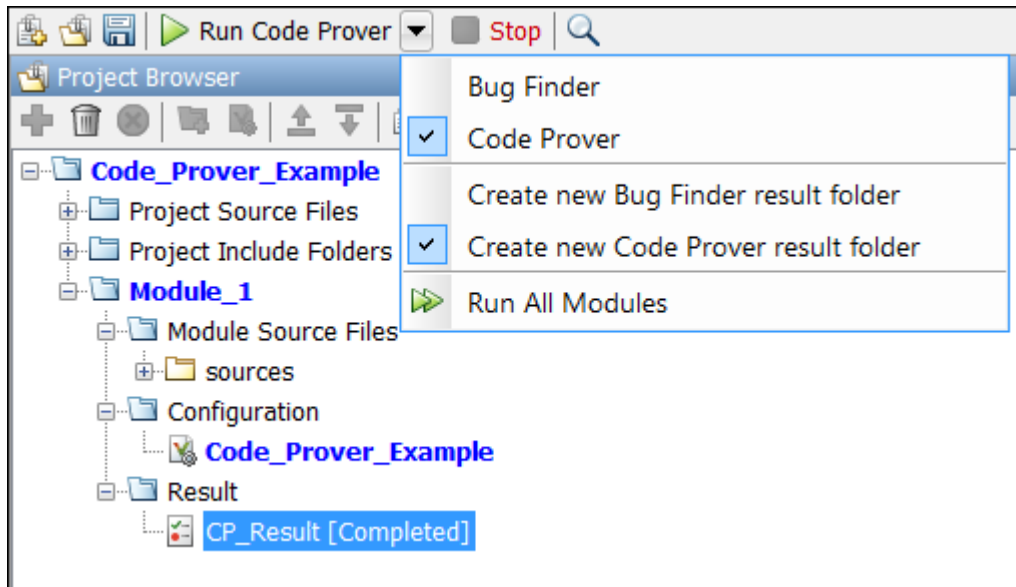 Run Code Prover Stop
Project Browser
Bug Finder
Code Prover
Create new Bug Finder result folder
Create new Code Prover result folder
Run All Modules
Code_Prover_Example
Project Source Files
Project Include Folders
Module_1
Module Source Files
sources
Configuration
Code_Prover_Example
Result
CP_Result [Completed]